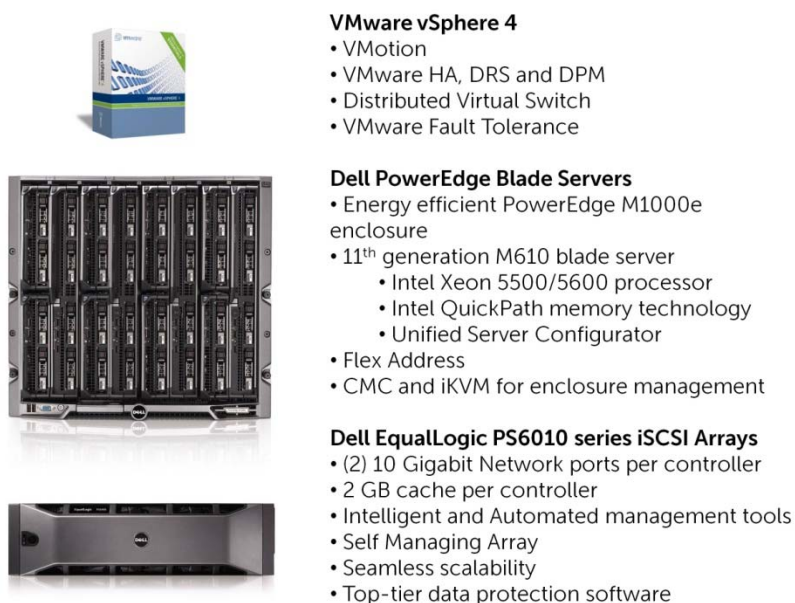 VMware vSphere 4
• VMotion
• VMware HA, DRS and DPM
• Distributed Virtual Switch
• VMware Fault Tolerance
Dell PowerEdge Blade Servers
• Energy efficient PowerEdge M1000e
enclosure
• 11th generation M610 blade server
• Intel Xeon 5500/5600 processor
• Intel QuickPath memory technology
• Unified Server Configurator
• Flex Address
• CMC and iKVM for enclosure management
DELL
Dell EqualLogic PS6010 series iSCSI Arrays
• (2) 10 Gigabit Network ports per controller
• 2 GB cache per controller
• Intelligent and Automated management tools
• Self Managing Array
• Seamless scalability
• Top-tier data protection software
DELL